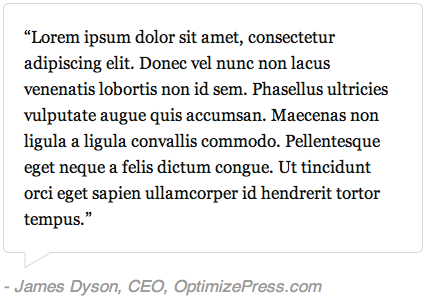 “Lorem ipsum dolor sit amet, consectetur
adipiscing elit. Donec vel nunc non lacus
venenatis lobortis non id sem. Phasellus ultricies
vulputate augue quis accumsan. Maecenas non
ligula a ligula convallis commodo. Pellentesque
eget neque a felis dictum congue. Ut tincidunt
orci eget sapien ullamcorper id hendrerit tortor
tempus.”
- James Dyson, CEO, OptimizePress.com